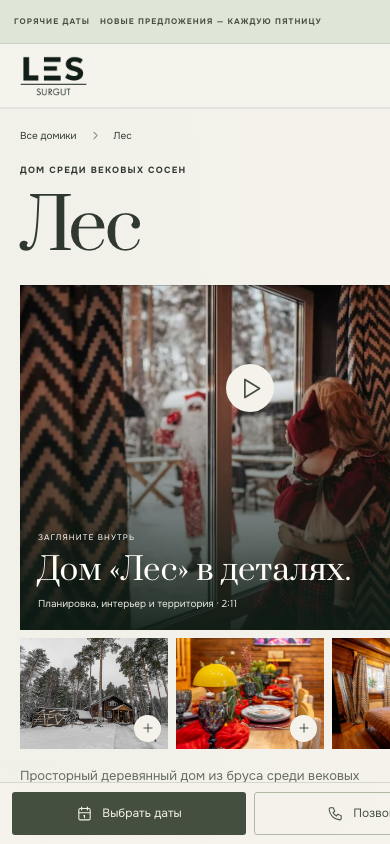 ГОРЯЧИЕ ДАТЫ НОВЫЕ ПРЕДЛОЖЕНИЯ — КАЖДУЮ ПЯТНИЦУ
LES
SURGUT
Все домики > Лес
ДОМ СРЕДИ ВЕКОВЫХ СОСЕН
Лес
ЗАГЛЯНИТЕ ВНУТРЬ
Дом «Лес» в деталях.
Планировка, интерьер и территория · 2:11
Просторный деревянный дом из бруса среди вековых
Выбрать даты
Позво